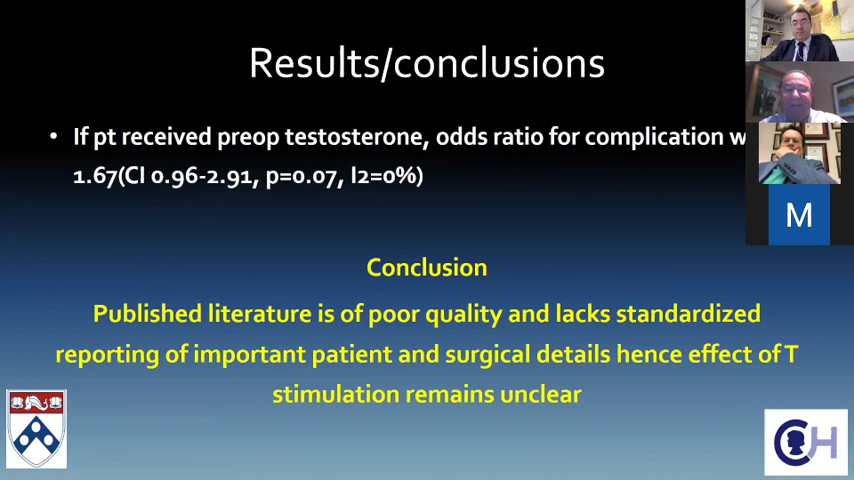 Results/conclusions
• If pt received preop testosterone, odds ratio for complication w
1.67(CI 0.96-2.91, p=0.07, I2=0%)
M
Conclusion
Published literature is of poor quality and lacks standardized
reporting of important patient and surgical details hence effect of T
stimulation remains unclear
CH